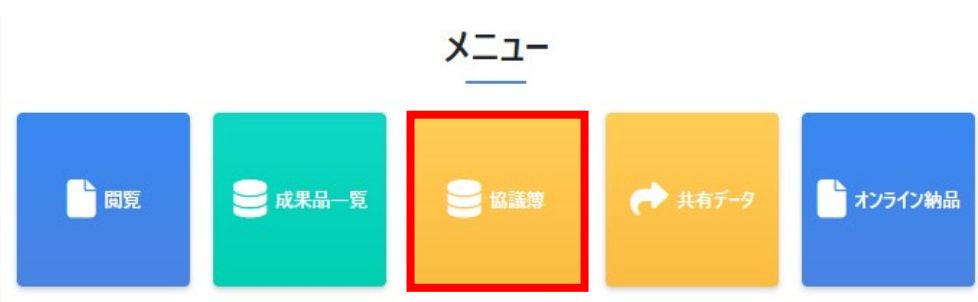 メニュー
閲覧
成果品一覧
協議簿
共有データ
オンライン納品